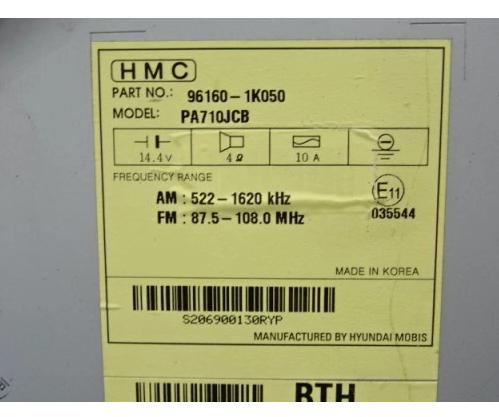 HMC
PART NO.: 96160-1K050
MODEL: PA710JCB
14.4V 4Ω 10A
FREQUENCY RANGE
AM : 522-1620 kHz
FM : 87.5-108.0 MHz
E11
035544
MADE IN KOREA
S206900130RYP
MANUFACTURED BY HYUNDAI MOBIS
BTH